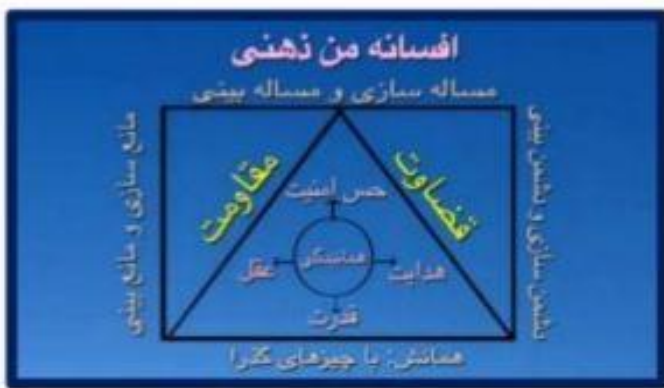 افسانه من ذهنی
مساله سازی و مساله بینی
مانع سازی و مانع بینی
دشمن سازی و دشمن بینی
مقاومت
قضاوت
حس امنیت
عقل
همانیدگی
هدایت
قدرت
همانش: با چیزهای گذرا